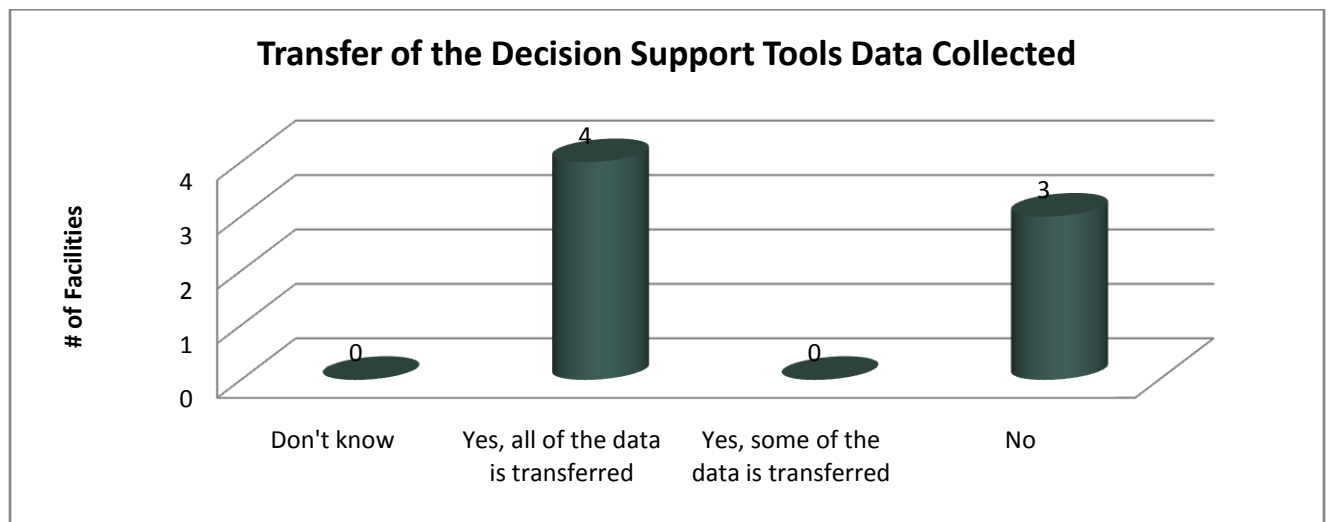 Transfer of the Decision Support Tools Data Collected
# of Facilities
4
3
2
1
0
0
4
0
3
Don't know
Yes, all of the data
is transferred
Yes, some of the
data is transferred
No